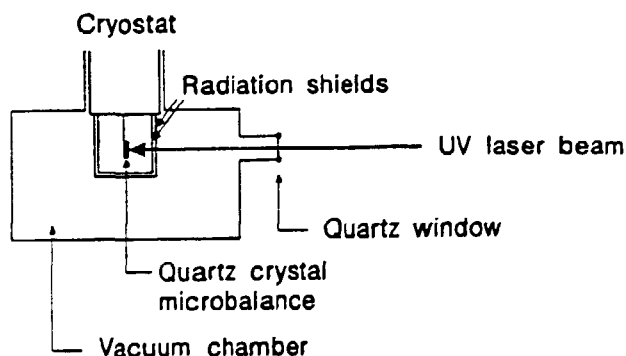 Cryostat
Radiation shields
UV laser beam
Quartz window
Quartz crystal
microbalance
Vacuum chamber